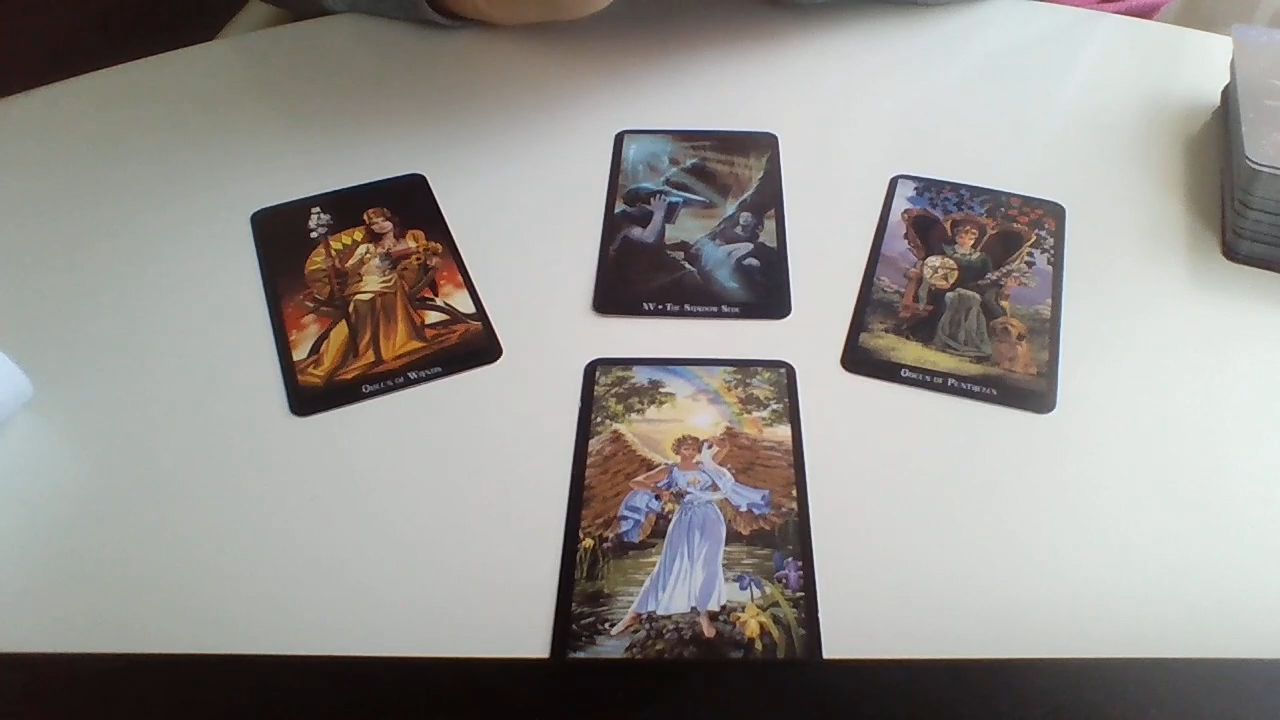 Queen of Wands
XV • The Shadow Side
Queen of Pentacles